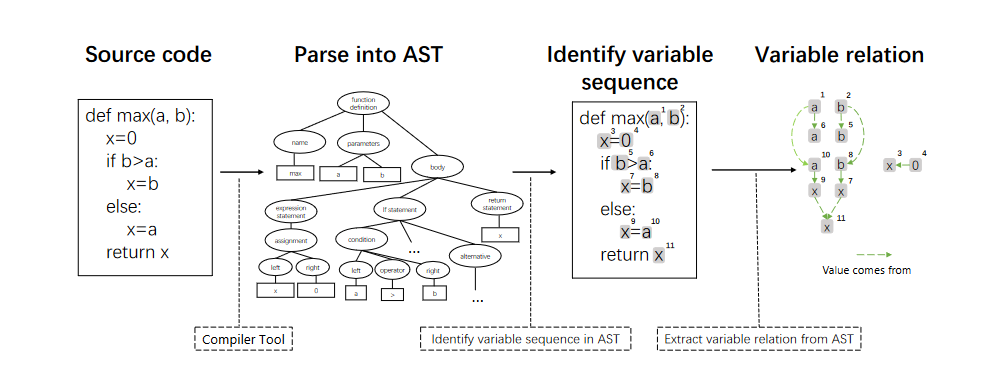 Source code
Parse into AST
Identify variable
sequence
Variable relation
def max(a, b):
x=0
if b>a:
x=b
else:
x=a
return x
function
definition
name
parameters
body
max
a
b
expression
statement
If statement
return
statement
x
assignment
condition
...
alternative
left
right
left
operator
right
x
0
a
>
b
...
def max(a, b):
1
2
x=0
3
4
if b>a:
5
6
x=b
7
8
else:
x=a
9
10
return x
11
a 1
b 2
a 6
b 5
a 10
b 8
x 3
0 4
x 9
x 7
x 11
Value comes from
Compiler Tool
Identify variable sequence in AST
Extract variable relation from AST